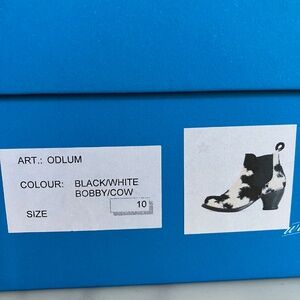 ART.: ODLUM
COLOUR: BLACK/WHITE
BOBBY/COW
SIZE 10